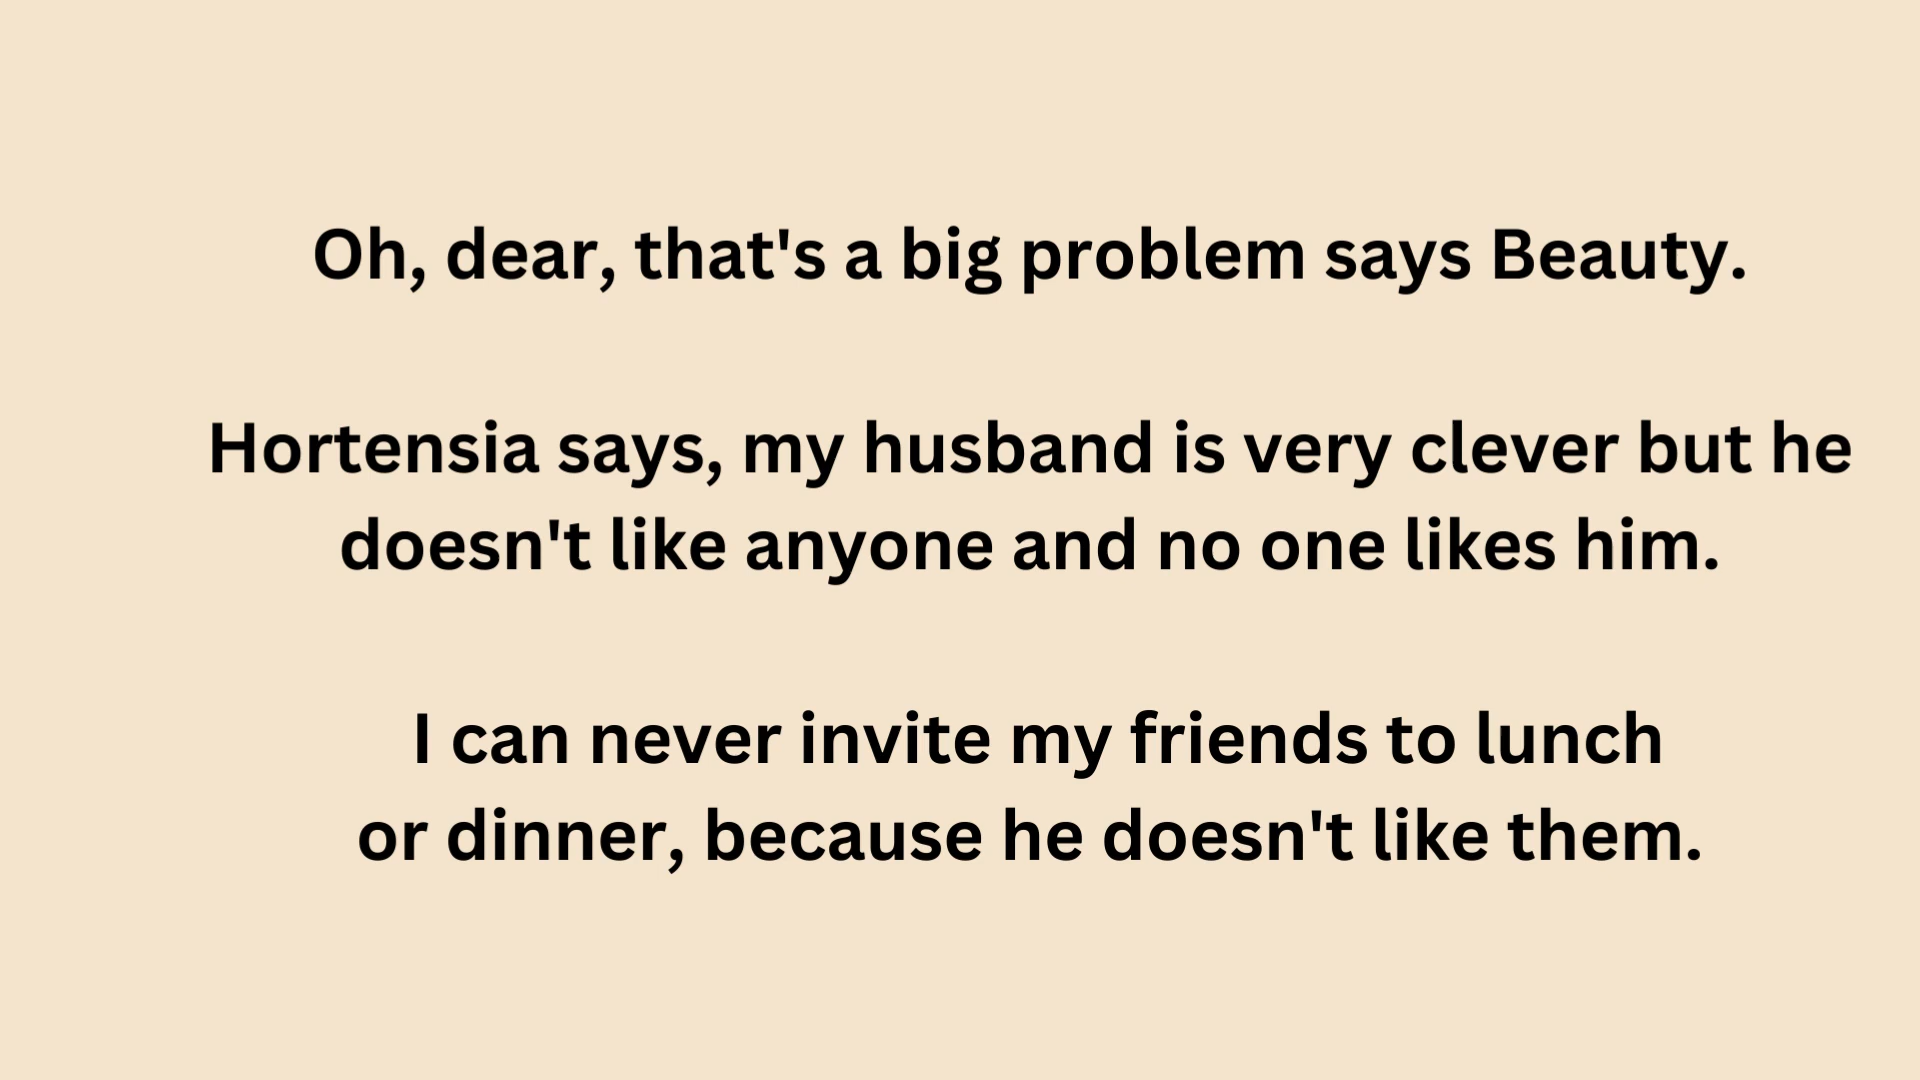 Oh, dear, that's a big problem says Beauty.
Hortensia says, my husband is very clever but he
doesn't like anyone and no one likes him.
I can never invite my friends to lunch
or dinner, because he doesn't like them.